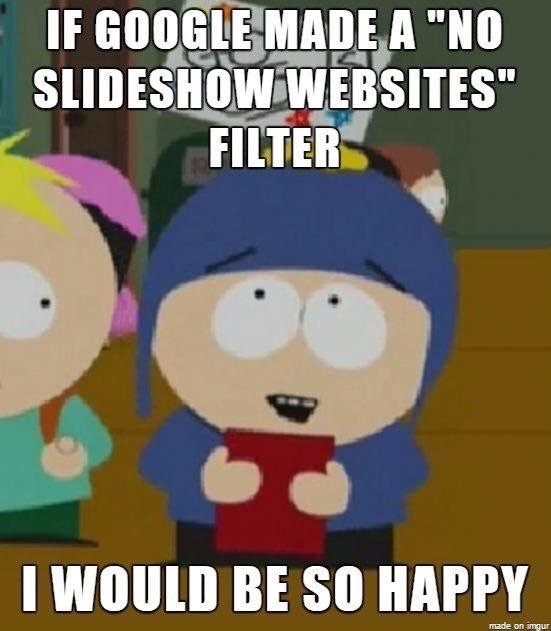 IF GOOGLE MADE A "NO
SLIDESHOW WEBSITES"
FILTER
I WOULD BE SO HAPPY
made on imgur